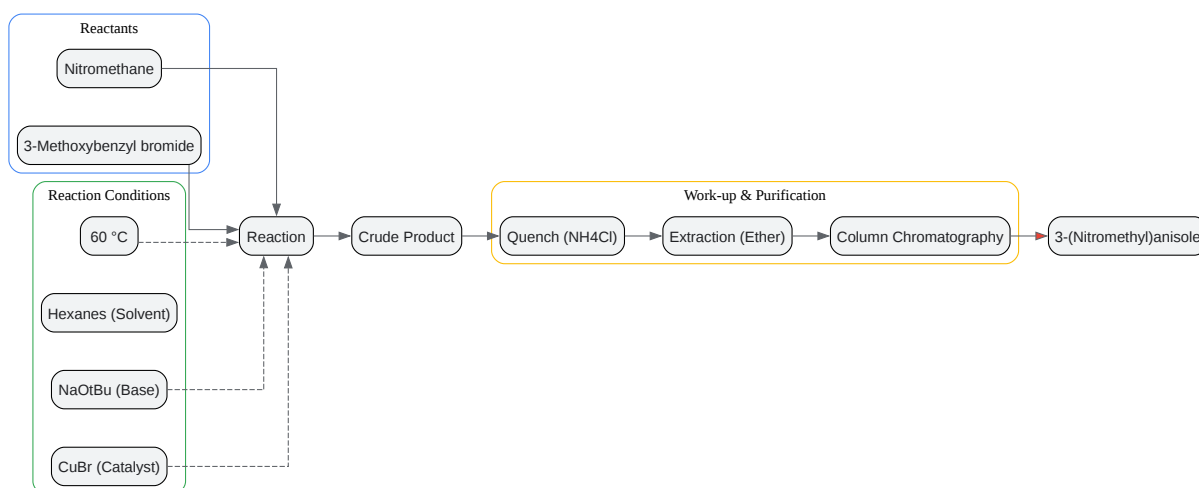 Reactants
Nitromethane
3-Methoxybenzyl bromide
Reaction Conditions
60 °C
Hexanes (Solvent)
NaOtBu (Base)
CuBr (Catalyst)
Reaction
Crude Product
Work-up & Purification
Quench (NH4Cl)
Extraction (Ether)
Column Chromatography
3-(Nitromethyl)anisole